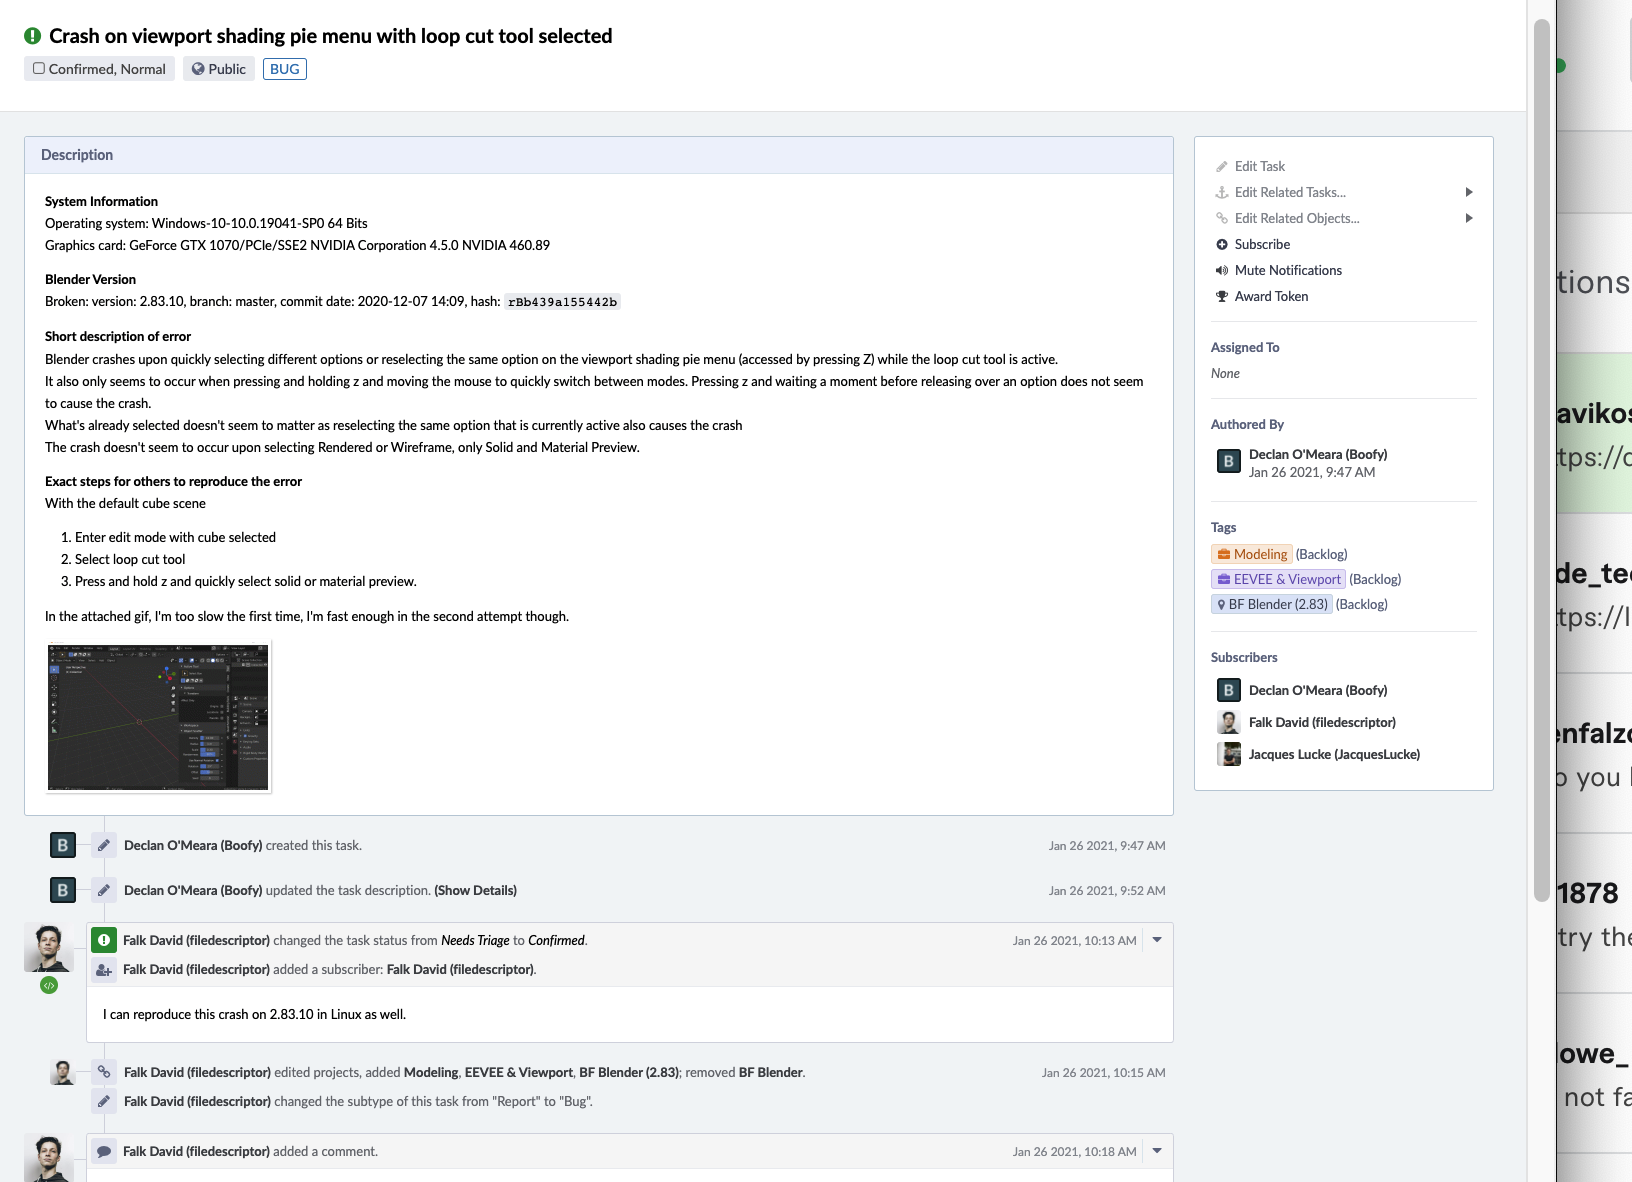 Crash on viewport shading pie menu with loop cut tool selected
Confirmed, Normal
Public
BUG
Description
System Information
Operating system: Windows-10-10.0.19041-SP0 64 Bits
Graphics card: GeForce GTX 1070/PCIe/SSE2 NVIDIA Corporation 4.5.0 NVIDIA 460.89
Blender Version
Broken: version: 2.83.10, branch: master, commit date: 2020-12-07 14:09, hash: rBb439a155442b
Short description of error
Blender crashes upon quickly selecting different options or reselecting the same option on the viewport shading pie menu (accessed by pressing Z) while the loop cut tool is active.
It also only seems to occur when pressing and holding z and moving the mouse to quickly switch between modes. Pressing z and waiting a moment before releasing over an option does not seem
to cause the crash.
What's already selected doesn't seem to matter as reselecting the same option that is currently active also causes the crash
The crash doesn't seem to occur upon selecting Rendered or Wireframe, only Solid and Material Preview.
Exact steps for others to reproduce the error
With the default cube scene
1. Enter edit mode with cube selected
2. Select loop cut tool
3. Press and hold z and quickly select solid or material preview.
In the attached gif, I'm too slow the first time, I'm fast enough in the second attempt though.
B Declan O'Meara (Boofy) created this task. Jan 26 2021, 9:47 AM
B Declan O'Meara (Boofy) updated the task description. (Show Details) Jan 26 2021, 9:52 AM
Falk David (filedescriptor) changed the task status from Needs Triage to Confirmed. Jan 26 2021, 10:13 AM
Falk David (filedescriptor) added a subscriber: Falk David (filedescriptor).
I can reproduce this crash on 2.83.10 in Linux as well.
Falk David (filedescriptor) edited projects, added Modeling, EEVEE & Viewport, BF Blender (2.83); removed BF Blender. Jan 26 2021, 10:15 AM
Falk David (filedescriptor) changed the subtype of this task from "Report" to "Bug".
Falk David (filedescriptor) added a comment. Jan 26 2021, 10:18 AM
Edit Task
Edit Related Tasks...
Edit Related Objects...
Subscribe
Mute Notifications
Award Token
Assigned To
None
Authored By
B Declan O'Meara (Boofy)
Jan 26 2021, 9:47 AM
Tags
Modeling (Backlog)
EEVEE & Viewport (Backlog)
BF Blender (2.83) (Backlog)
Subscribers
B Declan O'Meara (Boofy)
Falk David (filedescriptor)
Jacques Lucke (JacquesLucke)
tions
avikos
tps://
de_te
tps://
enfalzo
o you
1878
try the
lowe_
not fa